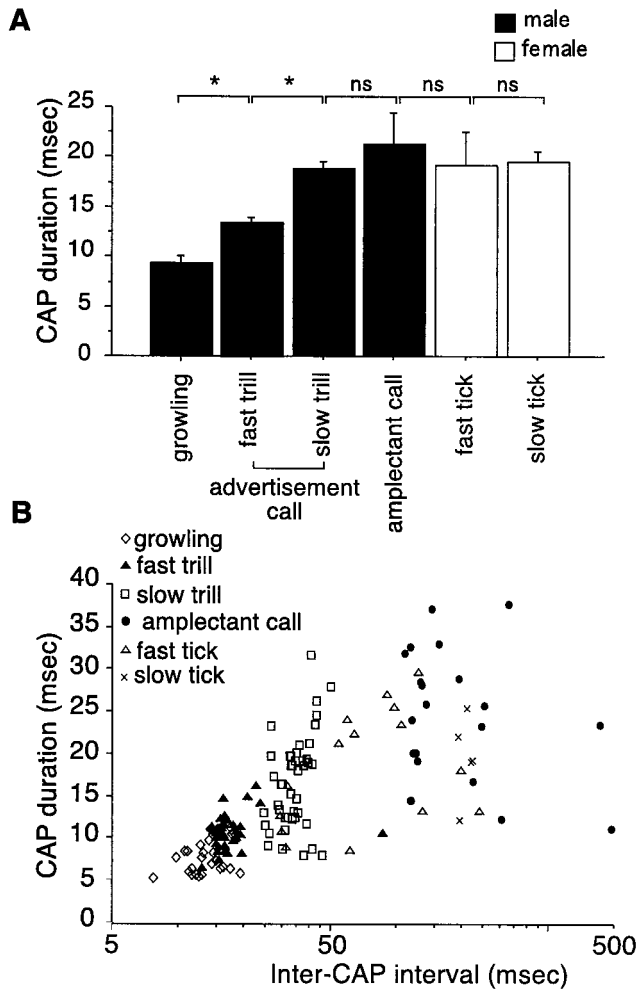 A
male
female
* * ns ns ns
CAP duration (msec)
25
20
15
10
5
0
growling
fast trill
slow trill
amplectant call
fast tick
slow tick
advertisement
call
B
growling
fast trill
slow trill
amplectant call
fast tick
slow tick
CAP duration (msec)
40
35
30
25
20
15
10
5
0
5 50 500
Inter-CAP interval (msec)